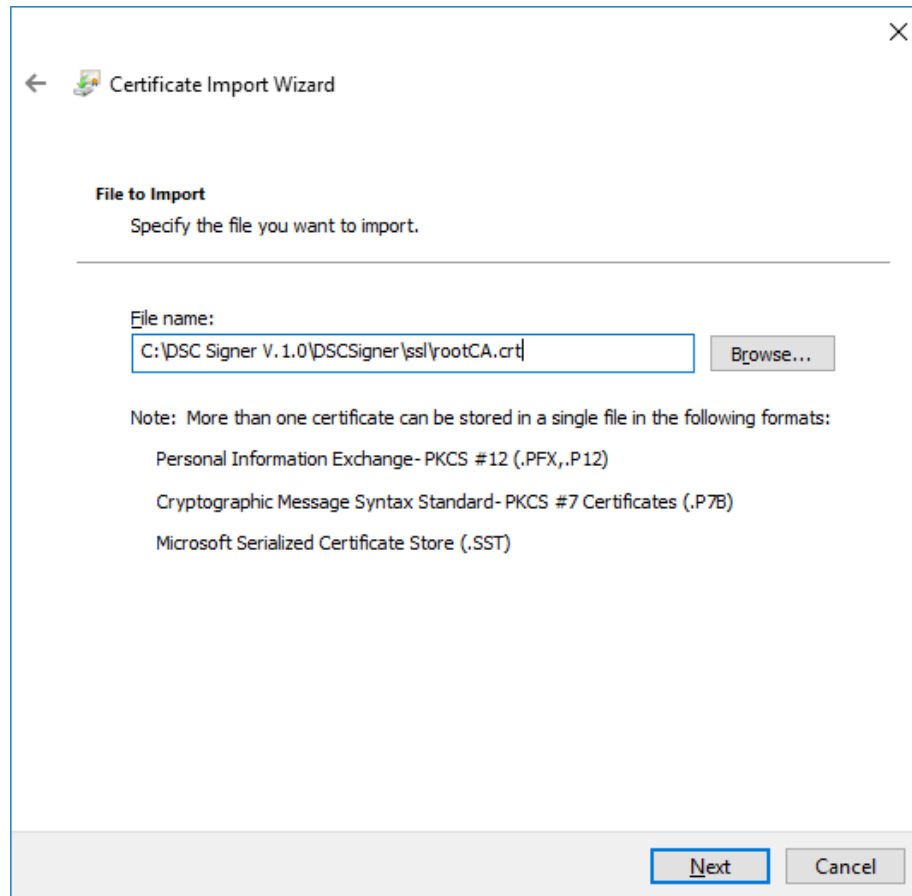 Certificate Import Wizard
File to Import
Specify the file you want to import.
File name:
C:\DSC Signer V.1.0\DSCSigner\ssl\rootCA.crt
Browse...
Note: More than one certificate can be stored in a single file in the following formats:
Personal Information Exchange- PKCS #12 (.PFX,.P12)
Cryptographic Message Syntax Standard- PKCS #7 Certificates (.P7B)
Microsoft Serialized Certificate Store (.SST)
Next Cancel